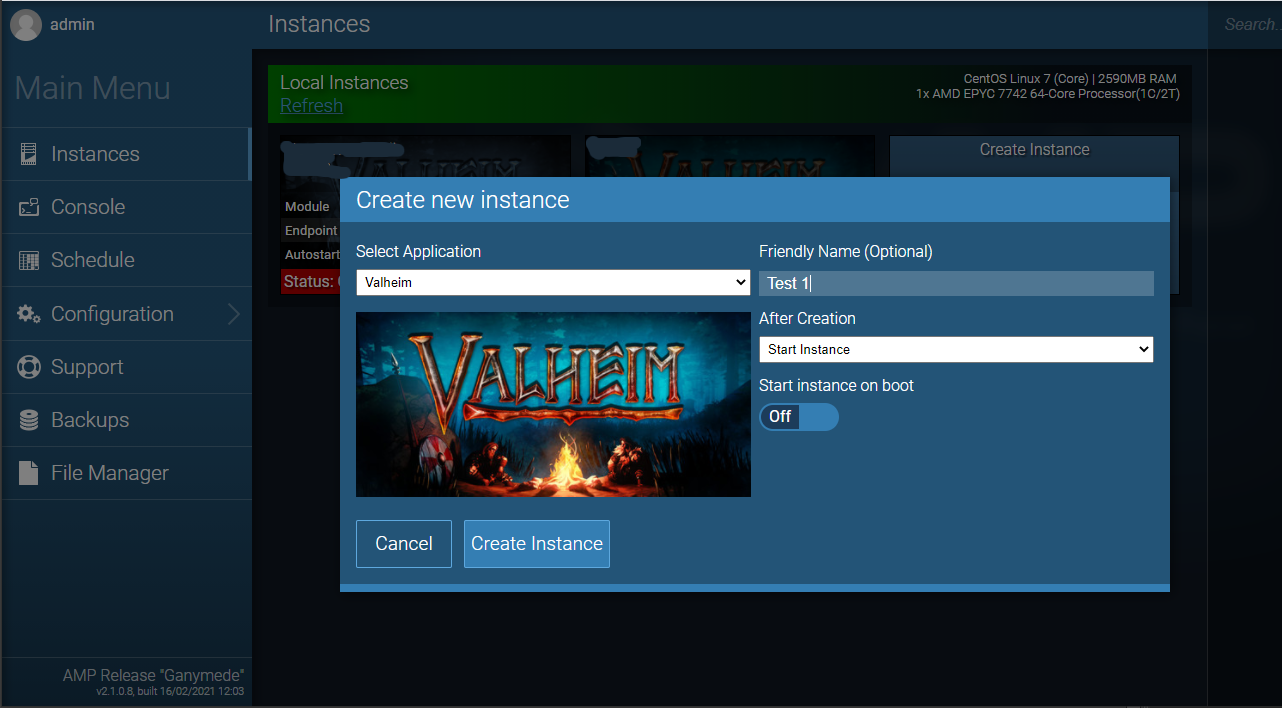 admin
Instances
Search..
Main Menu
Local Instances
Refresh
CentOS Linux 7 (Core) | 2590MB RAM
1x AMD EPYC 7742 64-Core Processor(1C/2T)
Instances
Console
Schedule
Configuration
Support
Backups
File Manager
Create Instance
Module
Endpoint
Autostart
Status:
Create new instance
Select Application
Valheim
Friendly Name (Optional)
Test 1
VALHEIM
After Creation
Start Instance
Start instance on boot
Off
Cancel
Create Instance
AMP Release "Ganymede"
v2.1.0.8, built 16/02/2021 12:03